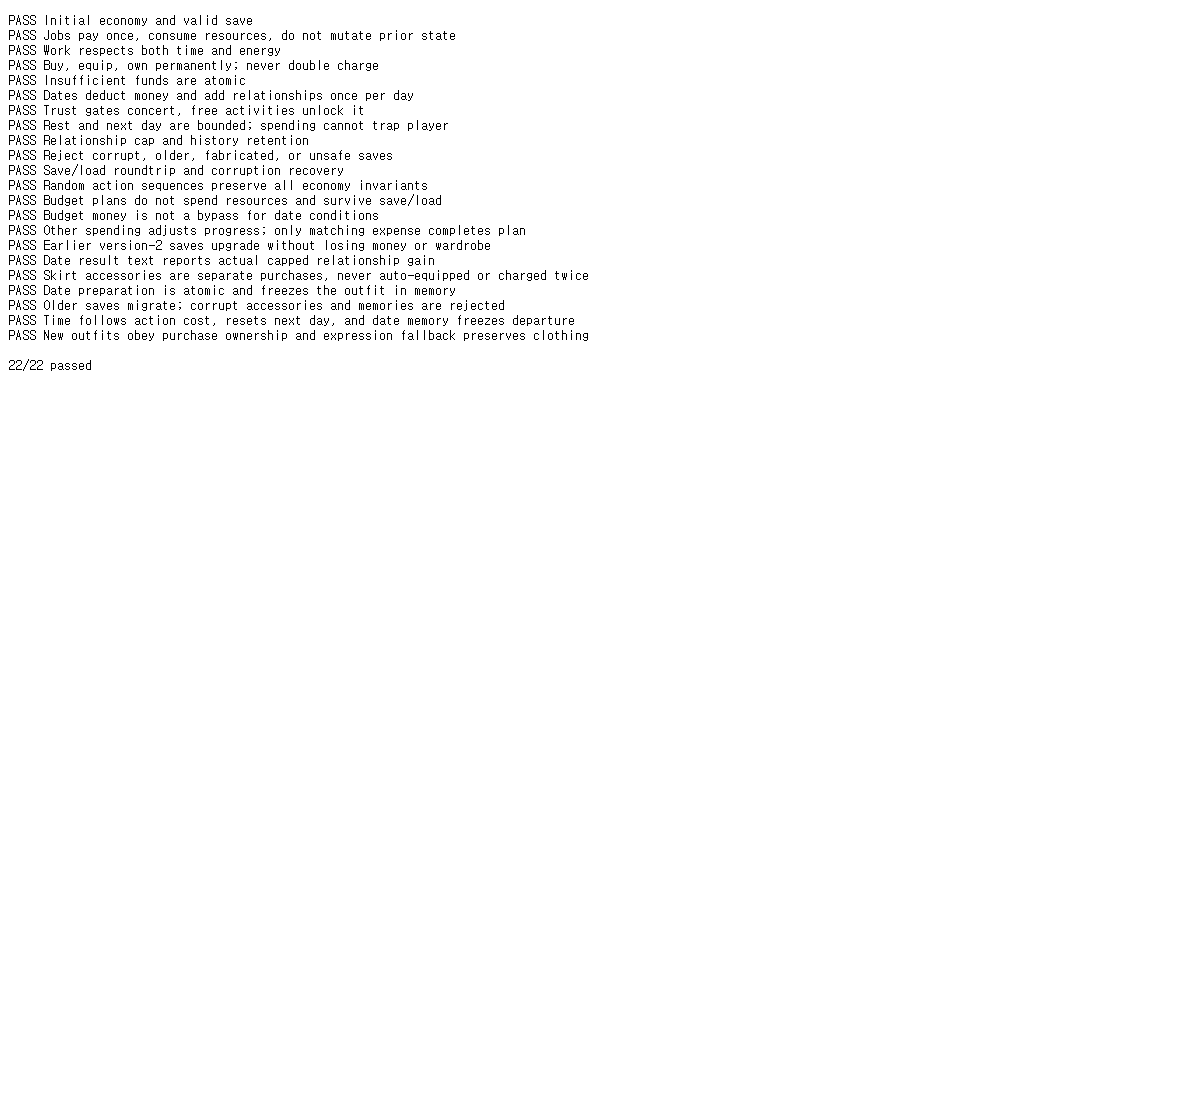 PASS Initial economy and valid save
PASS Jobs pay once, consume resources, do not mutate prior state
PASS Work respects both time and energy
PASS Buy, equip, own permanently; never double charge
PASS Insufficient funds are atomic
PASS Dates deduct money and add relationships once per day
PASS Trust gates concert, free activities unlock it
PASS Rest and next day are bounded; spending cannot trap player
PASS Relationship cap and history retention
PASS Reject corrupt, older, fabricated, or unsafe saves
PASS Save/load roundtrip and corruption recovery
PASS Random action sequences preserve all economy invariants
PASS Budget plans do not spend resources and survive save/load
PASS Budget money is not a bypass for date conditions
PASS Other spending adjusts progress; only matching expense completes plan
PASS Earlier version-2 saves upgrade without losing money or wardrobe
PASS Date result text reports actual capped relationship gain
PASS Skirt accessories are separate purchases, never auto-equipped or charged twice
PASS Date preparation is atomic and freezes the outfit in memory
PASS Older saves migrate; corrupt accessories and memories are rejected
PASS Time follows action cost, resets next day, and date memory freezes departure
PASS New outfits obey purchase ownership and expression fallback preserves clothing
22/22 passed